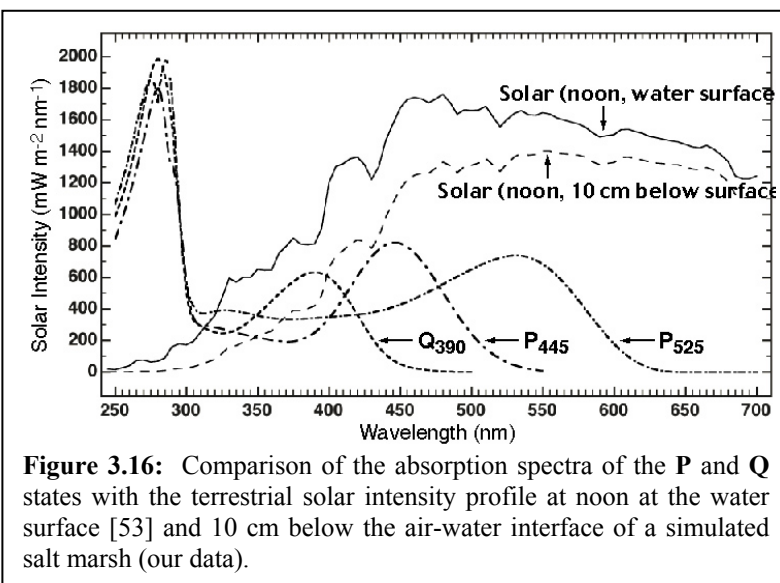 2000
1800
1600
1400
1200
1000
800
600
400
200
0
Solar Intensity (mW m-2 nm-1)
Solar (noon, water surface
Solar (noon, 10 cm below surface
Q390
P445
P525
250 300 350 400 450 500 550 600 650 700
Wavelength (nm)
Figure 3.16: Comparison of the absorption spectra of the P and Q
states with the terrestrial solar intensity profile at noon at the water
surface [53] and 10 cm below the air-water interface of a simulated
salt marsh (our data).